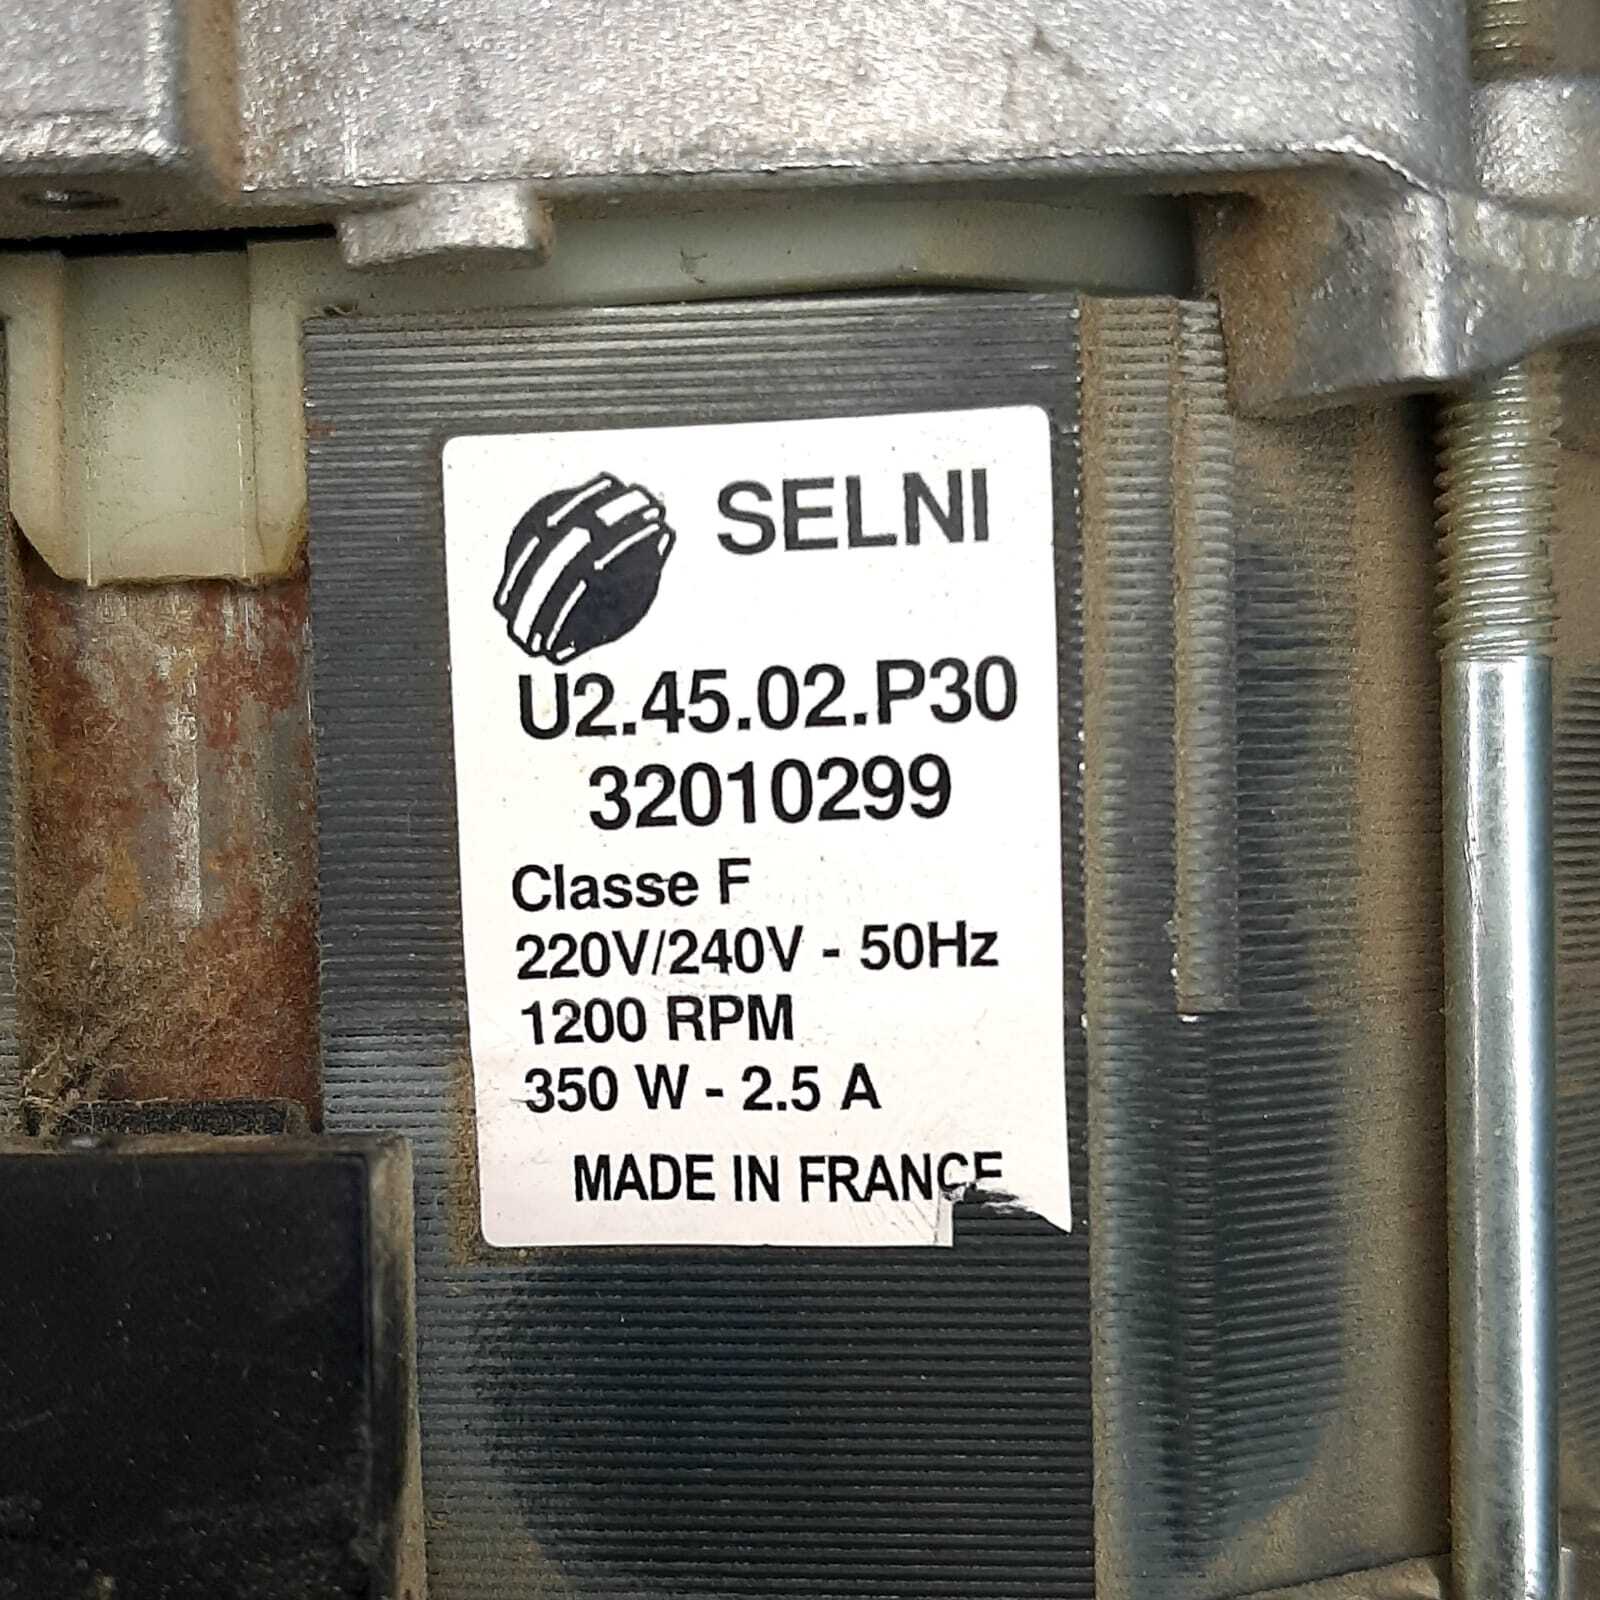 SELNI
U2.45.02.P30
32010299
Classe F
220V/240V - 50Hz
1200 RPM
350 W - 2.5 A
MADE IN FRANCE